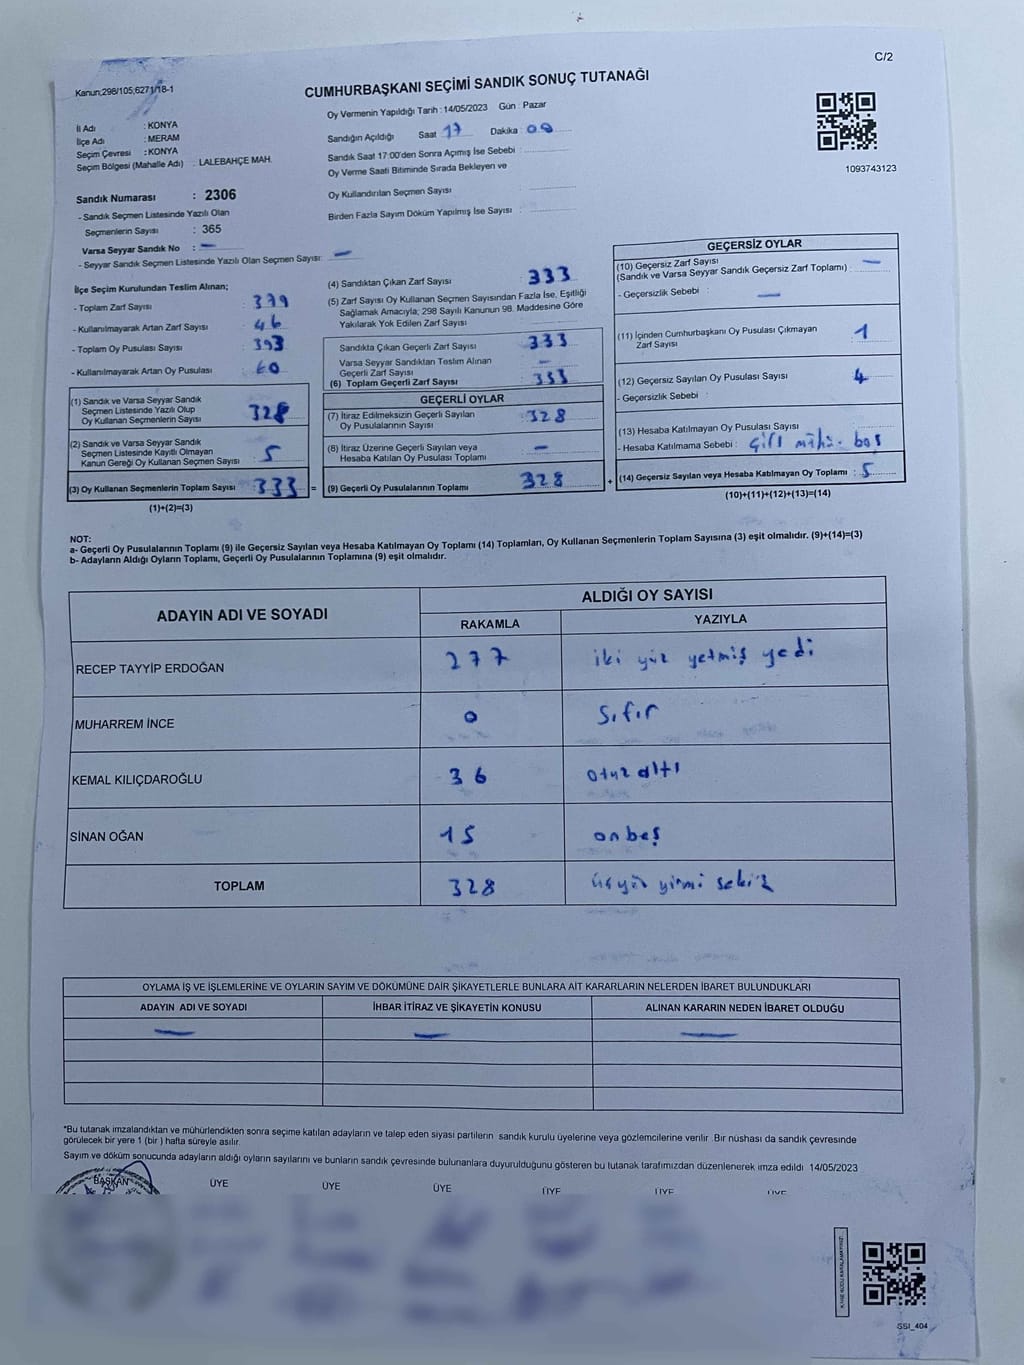 C/2
Kanun;298/105;6271/18-1
CUMHURBAŞKANI SEÇİMİ SANDIK SONUÇ TUTANAĞI
İl Adı : KONYA
İlçe Adı : MERAM
Seçim Çevresi : KONYA
Seçim Bölgesi (Mahalle Adı) : LALEBAHÇE MAH.
Sandık Numarası : 2306
- Sandık Seçmen Listesinde Yazılı Olan
Seçmenlerin Sayısı : 365
Varsa Seyyar Sandık No : —
- Seyyar Sandık Seçmen Listesinde Yazılı Olan Seçmen Sayısı: —
Oy Vermenin Yapıldığı Tarih : 14/05/2023 Gün : Pazar
Sandığın Açıldığı Saat 17 Dakika 00
Sandık Saat 17:00'den Sonra Açımış İse Sebebi :
Oy Verme Saati Bitiminde Sırada Bekleyen ve
Oy Kullandırılan Seçmen Sayısı :
Birden Fazla Sayım Döküm Yapılmış İse Sayısı :
1093743123
İlçe Seçim Kurulundan Teslim Alınan;
- Toplam Zarf Sayısı : 379
- Kullanılmayarak Artan Zarf Sayısı : 46
- Toplam Oy Pusulası Sayısı : 393
- Kullanılmayarak Artan Oy Pusulası : 60
(1) Sandık ve Varsa Seyyar Sandık
Seçmen Listesinde Yazılı Olup
Oy Kullanan Seçmenlerin Sayısı : 328
(2) Sandık ve Varsa Seyyar Sandık
Seçmen Listesinde Kayıtlı Olmayan
Kanun Gereği Oy Kullanan Seçmen Sayısı : 5
(3) Oy Kullanan Seçmenlerin Toplam Sayısı : 333 =
(1)+(2)=(3)
(4) Sandıktan Çıkan Zarf Sayısı : 333
(5) Zarf Sayısı Oy Kullanan Seçmen Sayısından Fazla İse, Eşitliği
Sağlamak Amacıyla; 298 Sayılı Kanunun 98. Maddesine Göre
Yakılarak Yok Edilen Zarf Sayısı :
Sandıkta Çıkan Geçerli Zarf Sayısı : 333
Varsa Seyyar Sandıktan Teslim Alınan
Geçerli Zarf Sayısı : —
(6) Toplam Geçerli Zarf Sayısı : 333
GEÇERLİ OYLAR
(7) İtiraz Edilmeksizin Geçerli Sayılan
Oy Pusulalarının Sayısı : 328
(8) İtiraz Üzerine Geçerli Sayılan veya
Hesaba Katılan Oy Pusulası Toplamı : —
(9) Geçerli Oy Pusulalarının Toplamı : 328 +
GEÇERSİZ OYLAR
(10) Geçersiz Zarf Sayısı
(Sandık ve Varsa Seyyar Sandık Geçersiz Zarf Toplamı) : —
- Geçersizlik Sebebi : —
(11) İçinden Cumhurbaşkanı Oy Pusulası Çıkmayan
Zarf Sayısı : 1
(12) Geçersiz Sayılan Oy Pusulası Sayısı : 4
- Geçersizlik Sebebi :
(13) Hesaba Katılmayan Oy Pusulası Sayısı :
- Hesaba Katılmama Sebebi : boş
(14) Geçersiz Sayılan veya Hesaba Katılmayan Oy Toplamı : 5
(10)+(11)+(12)+(13)=(14)
NOT:
a- Geçerli Oy Pusulalarının Toplamı (9) ile Geçersiz Sayılan veya Hesaba Katılmayan Oy Toplamı (14) Toplamları, Oy Kullanan Seçmenlerin Toplam Sayısına (3) eşit olmalıdır. (9)+(14)=(3)
b- Adayların Aldığı Oyların Toplamı, Geçerli Oy Pusulalarının Toplamına (9) eşit olmalıdır.
ADAYIN ADI VE SOYADI
ALDIĞI OY SAYISI
RAKAMLA YAZIYLA
RECEP TAYYİP ERDOĞAN 277 iki yüz yetmiş yedi
MUHARREM İNCE 0 Sıfır
KEMAL KILIÇDAROĞLU 36 otuz altı
SİNAN OĞAN 15 onbeş
TOPLAM 328 üçyüz yirmi sekiz
OYLAMA İŞ VE İŞLEMLERİNE VE OYLARIN SAYIM VE DÖKÜMÜNE DAİR ŞİKAYETLERLE BUNLARA AİT KARARLARIN NELERDEN İBARET BULUNDUKLARI
ADAYIN ADI VE SOYADI İHBAR İTİRAZ VE ŞİKAYETİN KONUSU ALINAN KARARIN NEDEN İBARET OLDUĞU
— — —
*Bu tutanak imzalandıktan ve mühürlendikten sonra seçime katılan adayların ve talep eden siyasi partilerin sandık kurulu üyelerine veya gözlemcilerine verilir .Bir nüshası da sandık çevresinde
görülecek bir yere 1 (bir ) hafta süreyle asılır.
Sayım ve döküm sonucunda adayların aldığı oyların sayılarını ve bunların sandık çevresinde bulunanlara duyurulduğunu gösteren bu tutanak tarafımızdan düzenlenerek imza edildi 14/05/2023
BAŞKAN ÜYE ÜYE ÜYE ÜYE ÜYE ÜYE
SSI_404